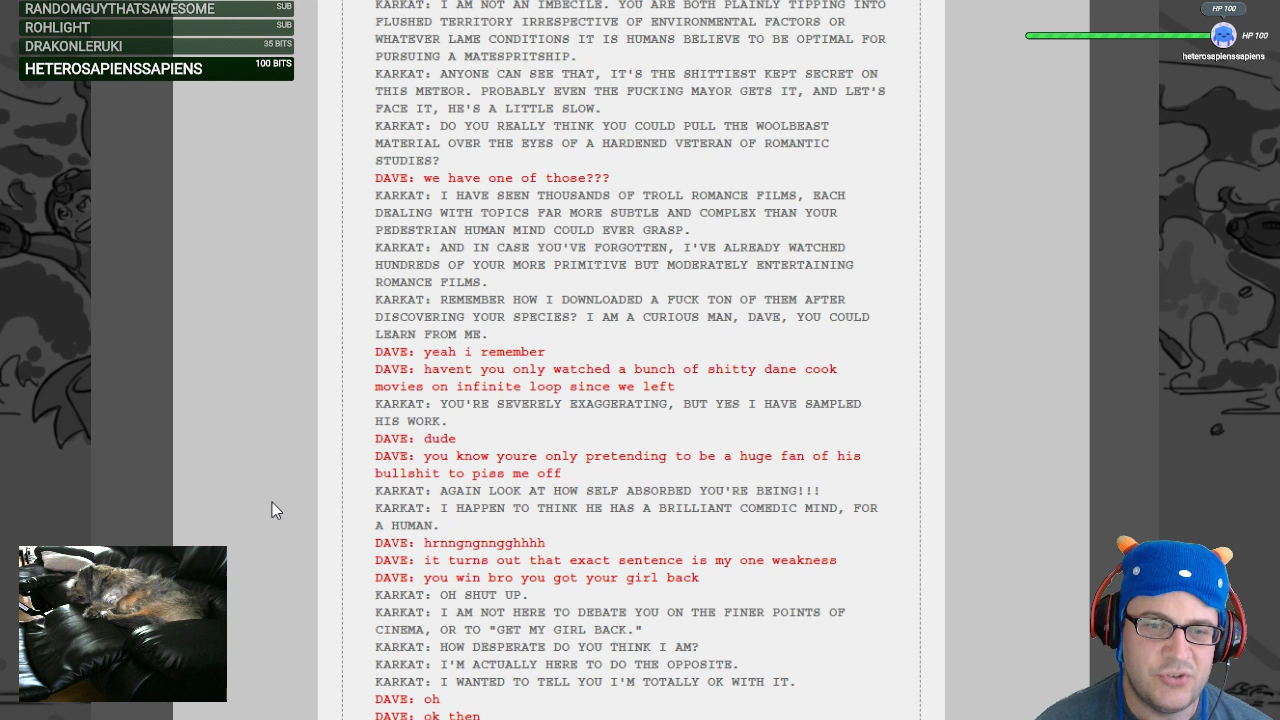 RANDOMGUYTHATSAWESOME SUB
ROHLIGHT SUB
DRAKONLERUKI 35 BITS
HETEROSAPIENSSAPIENS 100 BITS
HP 100
HP 100
heterosapienssapiens
KARKAT: I AM NOT AN IMBECILE. YOU ARE BOTH PLAINLY TIPPING INTO
FLUSHED TERRITORY IRRESPECTIVE OF ENVIRONMENTAL FACTORS OR
WHATEVER LAME CONDITIONS IT IS HUMANS BELIEVE TO BE OPTIMAL FOR
PURSUING A MATESPRITSHIP.
KARKAT: ANYONE CAN SEE THAT, IT'S THE SHITTIEST KEPT SECRET ON
THIS METEOR. PROBABLY EVEN THE FUCKING MAYOR GETS IT, AND LET'S
FACE IT, HE'S A LITTLE SLOW.
KARKAT: DO YOU REALLY THINK YOU COULD PULL THE WOOLBEAST
MATERIAL OVER THE EYES OF A HARDENED VETERAN OF ROMANTIC
STUDIES?
DAVE: we have one of those???
KARKAT: I HAVE SEEN THOUSANDS OF TROLL ROMANCE FILMS, EACH
DEALING WITH TOPICS FAR MORE SUBTLE AND COMPLEX THAN YOUR
PEDESTRIAN HUMAN MIND COULD EVER GRASP.
KARKAT: AND IN CASE YOU'VE FORGOTTEN, I'VE ALREADY WATCHED
HUNDREDS OF YOUR MORE PRIMITIVE BUT MODERATELY ENTERTAINING
ROMANCE FILMS.
KARKAT: REMEMBER HOW I DOWNLOADED A FUCK TON OF THEM AFTER
DISCOVERING YOUR SPECIES? I AM A CURIOUS MAN, DAVE, YOU COULD
LEARN FROM ME.
DAVE: yeah i remember
DAVE: havent you only watched a bunch of shitty dane cook
movies on infinite loop since we left
KARKAT: YOU'RE SEVERELY EXAGGERATING, BUT YES I HAVE SAMPLED
HIS WORK.
DAVE: dude
DAVE: you know youre only pretending to be a huge fan of his
bullshit to piss me off
KARKAT: AGAIN LOOK AT HOW SELF ABSORBED YOU'RE BEING!!!
KARKAT: I HAPPEN TO THINK HE HAS A BRILLIANT COMEDIC MIND, FOR
A HUMAN.
DAVE: hrnngngnngghhhh
DAVE: it turns out that exact sentence is my one weakness
DAVE: you win bro you got your girl back
KARKAT: OH SHUT UP.
KARKAT: I AM NOT HERE TO DEBATE YOU ON THE FINER POINTS OF
CINEMA, OR TO "GET MY GIRL BACK."
KARKAT: HOW DESPERATE DO YOU THINK I AM?
KARKAT: I'M ACTUALLY HERE TO DO THE OPPOSITE.
KARKAT: I WANTED TO TELL YOU I'M TOTALLY OK WITH IT.
DAVE: oh
DAVE: ok then